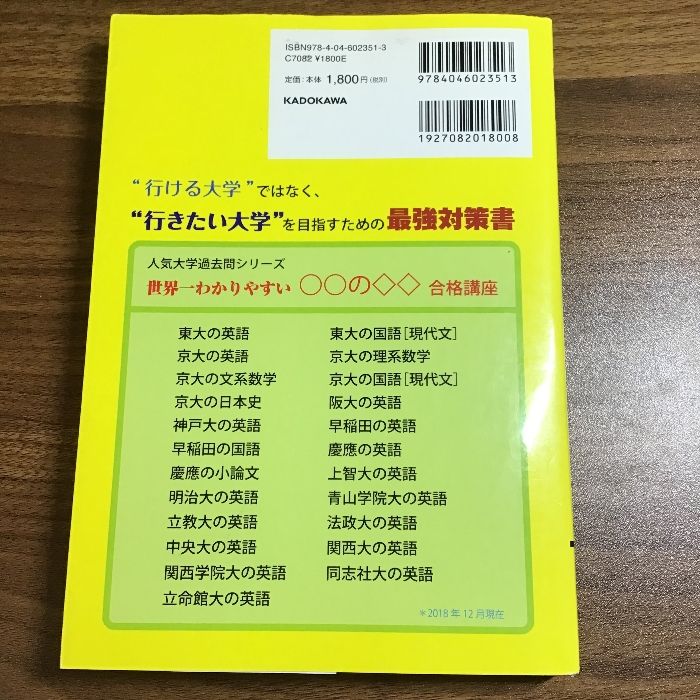 ISBN978-4-04-602351-3
C7082 ¥1800E
定価：本体1,800円（税別）
KADOKAWA
9784046023513
1927082018008
“行ける大学”ではなく、
“行きたい大学”を目指すための最強対策書
人気大学過去問シリーズ
世界一わかりやすい ○○の◇◇ 合格講座
東大の英語 東大の国語［現代文］
京大の英語 京大の理系数学
京大の文系数学 京大の国語［現代文］
京大の日本史 阪大の英語
神戸大の英語 早稲田の英語
早稲田の国語 慶應の英語
慶應の小論文 上智大の英語
明治大の英語 青山学院大の英語
立教大の英語 法政大の英語
中央大の英語 関西大の英語
関西学院大の英語 同志社大の英語
立命館大の英語
＊2018年12月現在